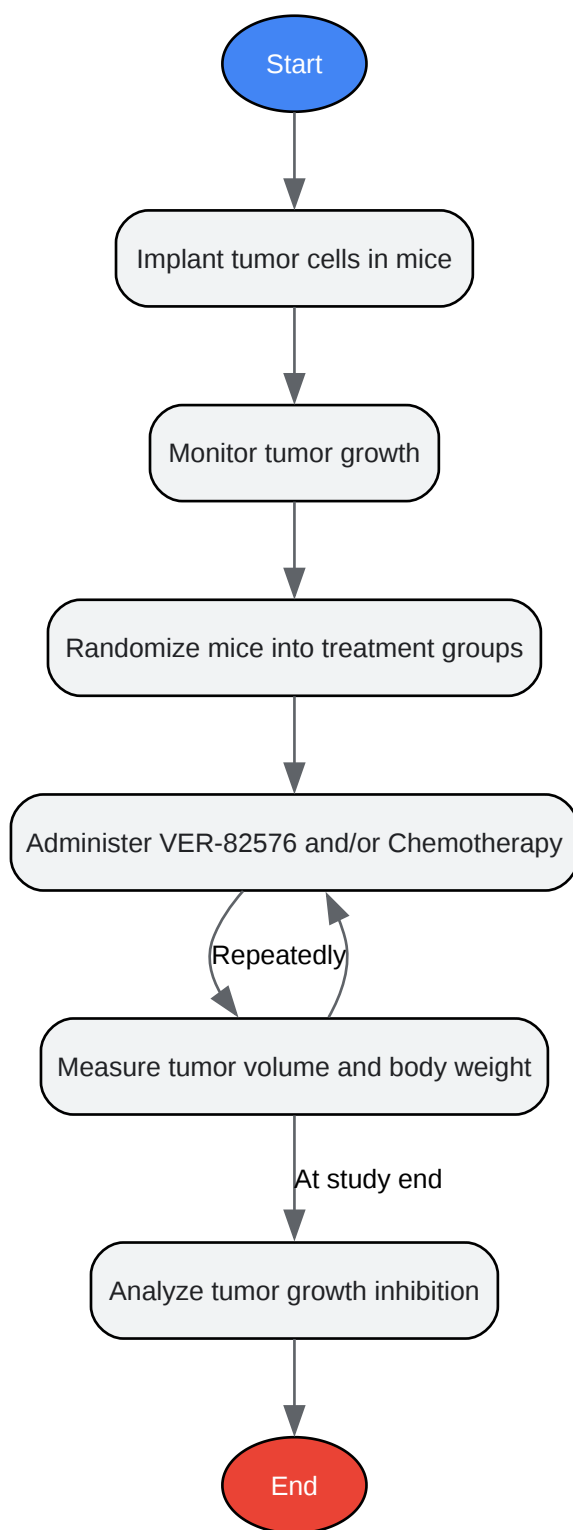 Start
Implant tumor cells in mice
Monitor tumor growth
Randomize mice into treatment groups
Administer VER-82576 and/or Chemotherapy
Repeatedly
Measure tumor volume and body weight
At study end
Analyze tumor growth inhibition
End